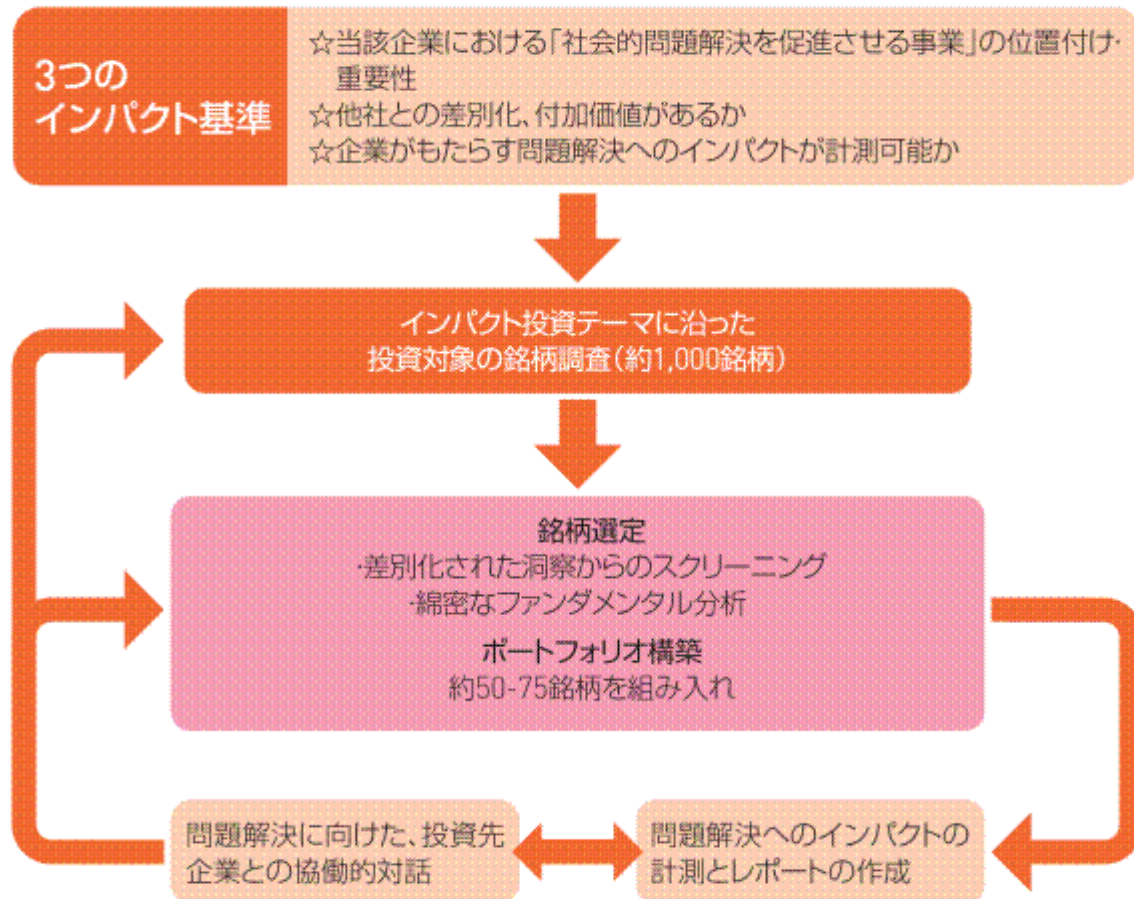 3つの
インパクト基準
☆当該企業における「社会的問題解決を促進させる事業」の位置付け・
重要性
☆他社との差別化、付加価値があるか
☆企業がもたらす問題解決へのインパクトが計測可能か
インパクト投資テーマに沿った
投資対象の銘柄調査(約1,000銘柄)
銘柄選定
・差別化された洞察からのスクリーニング
・綿密なファンダメンタル分析
ポートフォリオ構築
約50-75銘柄を組み入れ
問題解決に向けた、投資先
企業との協働的対話
問題解決へのインパクトの
計測とレポートの作成